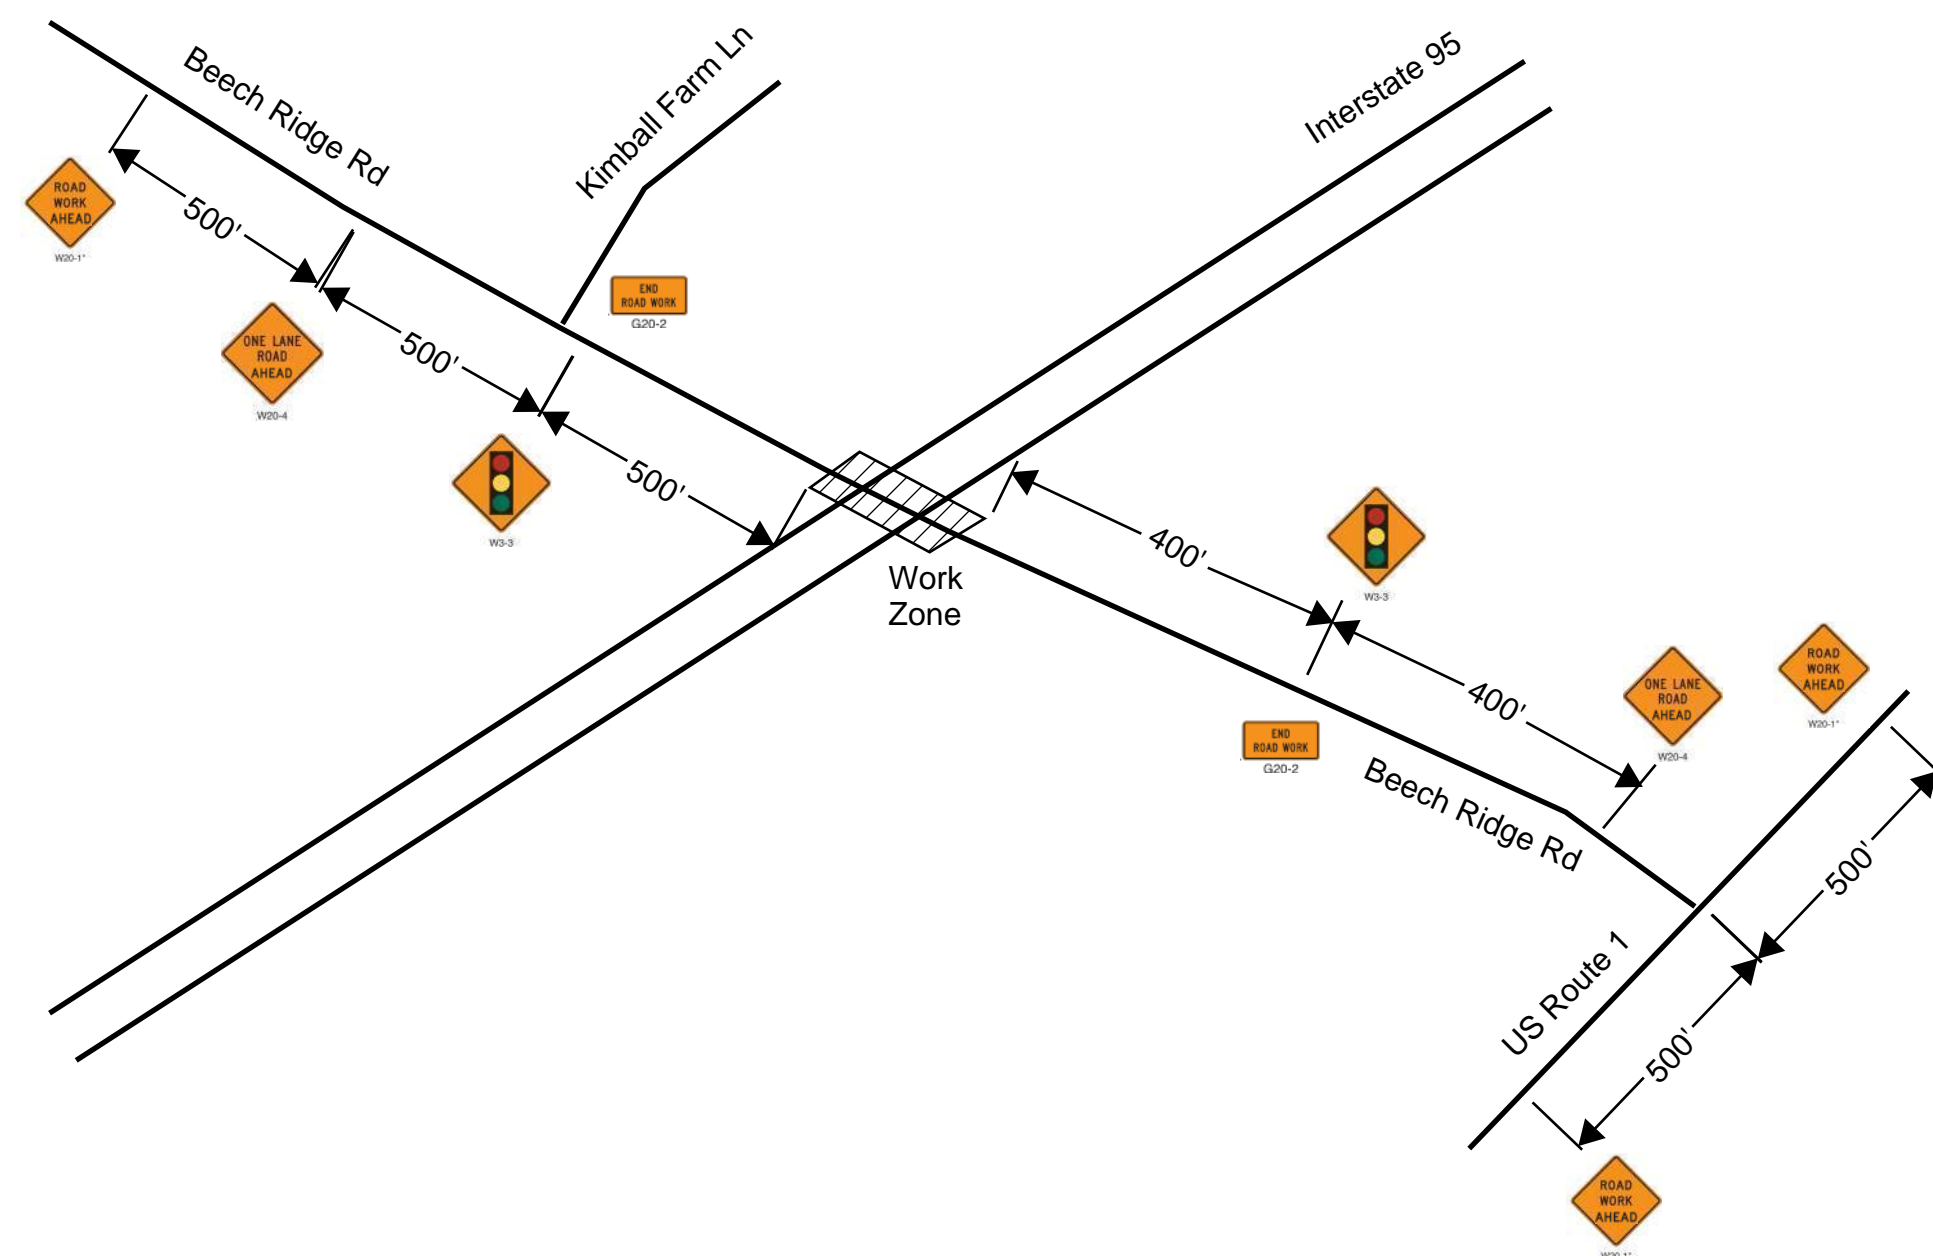 Beech Ridge Rd
Kimball Farm Ln
Interstate 95
ROAD
WORK
AHEAD
W20-1*
500'
END
ROAD WORK
G20-2
ONE LANE
ROAD
AHEAD
W20-4
500'
W3-3
500'
Work
Zone
400'
W3-3
400'
END
ROAD WORK
G20-2
ONE LANE
ROAD
AHEAD
W20-4
ROAD
WORK
AHEAD
W20-1*
Beech Ridge Rd
500'
US Route 1
500'
ROAD
WORK
AHEAD
W20-1*